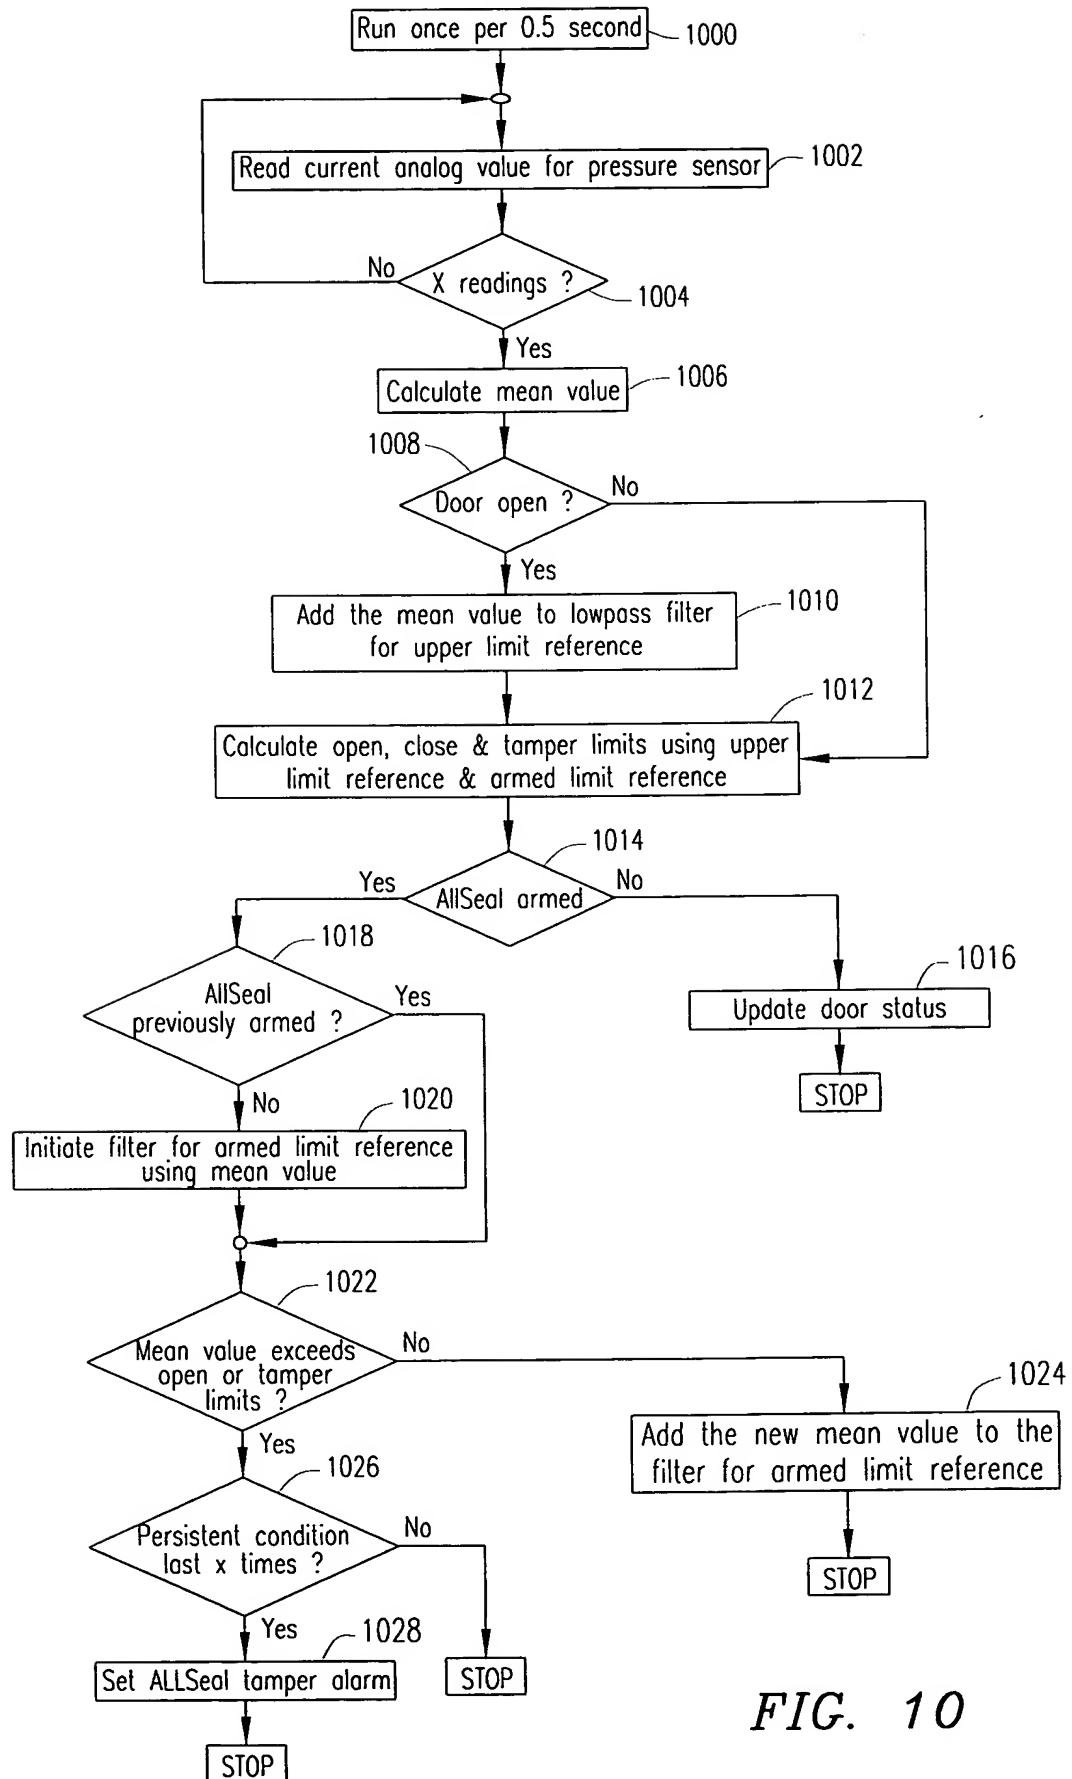 Run once per 0.5 second
1000
Read current analog value for pressure sensor
1002
No
X readings ?
1004
Yes
Calculate mean value
1006
1008
Door open ?
No
Yes
Add the mean value to lowpass filter
for upper limit reference
1010
1012
Calculate open, close & tamper limits using upper
limit reference & armed limit reference
1014
Yes
AllSeal armed
No
1018
AllSeal
previously armed ?
Yes
1016
Update door status
STOP
No
1020
Initiate filter for armed limit reference
using mean value
1022
Mean value exceeds
open or tamper
limits ?
No
1024
Add the new mean value to the
filter for armed limit reference
STOP
Yes
1026
Persistent condition
last x times ?
No
STOP
Yes
1028
Set ALLSeal tamper alarm
STOP
FIG. 10